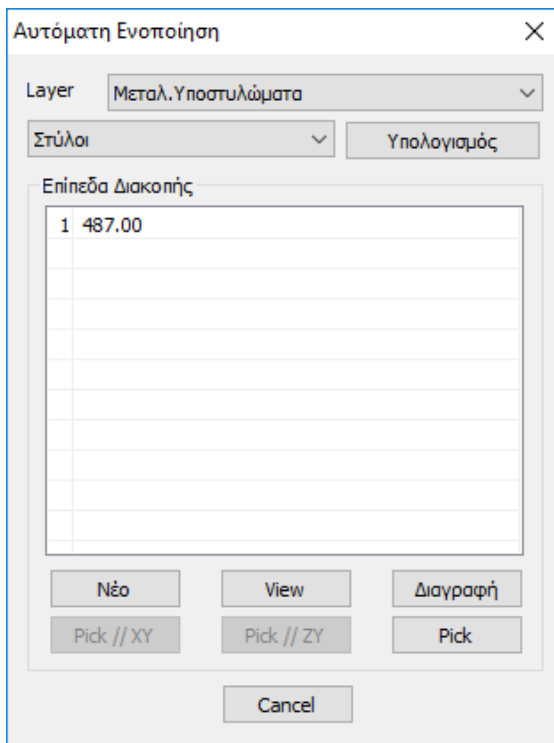 Αυτόματη Ενοποίηση
Layer Μεταλ.Υποστυλώματα
Στύλοι Υπολογισμός
Επίπεδα Διακοπής
1 487.00
Νέο View Διαγραφή
Pick // XY Pick // ZY Pick
Cancel